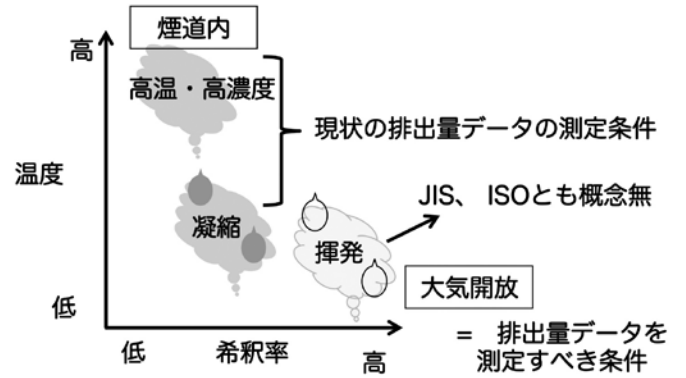 煙道内
高
高温・高濃度
現状の排出量データの測定条件
温度
JIS、 ISOとも概念無
凝縮
揮発
大気開放
低
低
希釈率
高
= 排出量データを
測定すべき条件